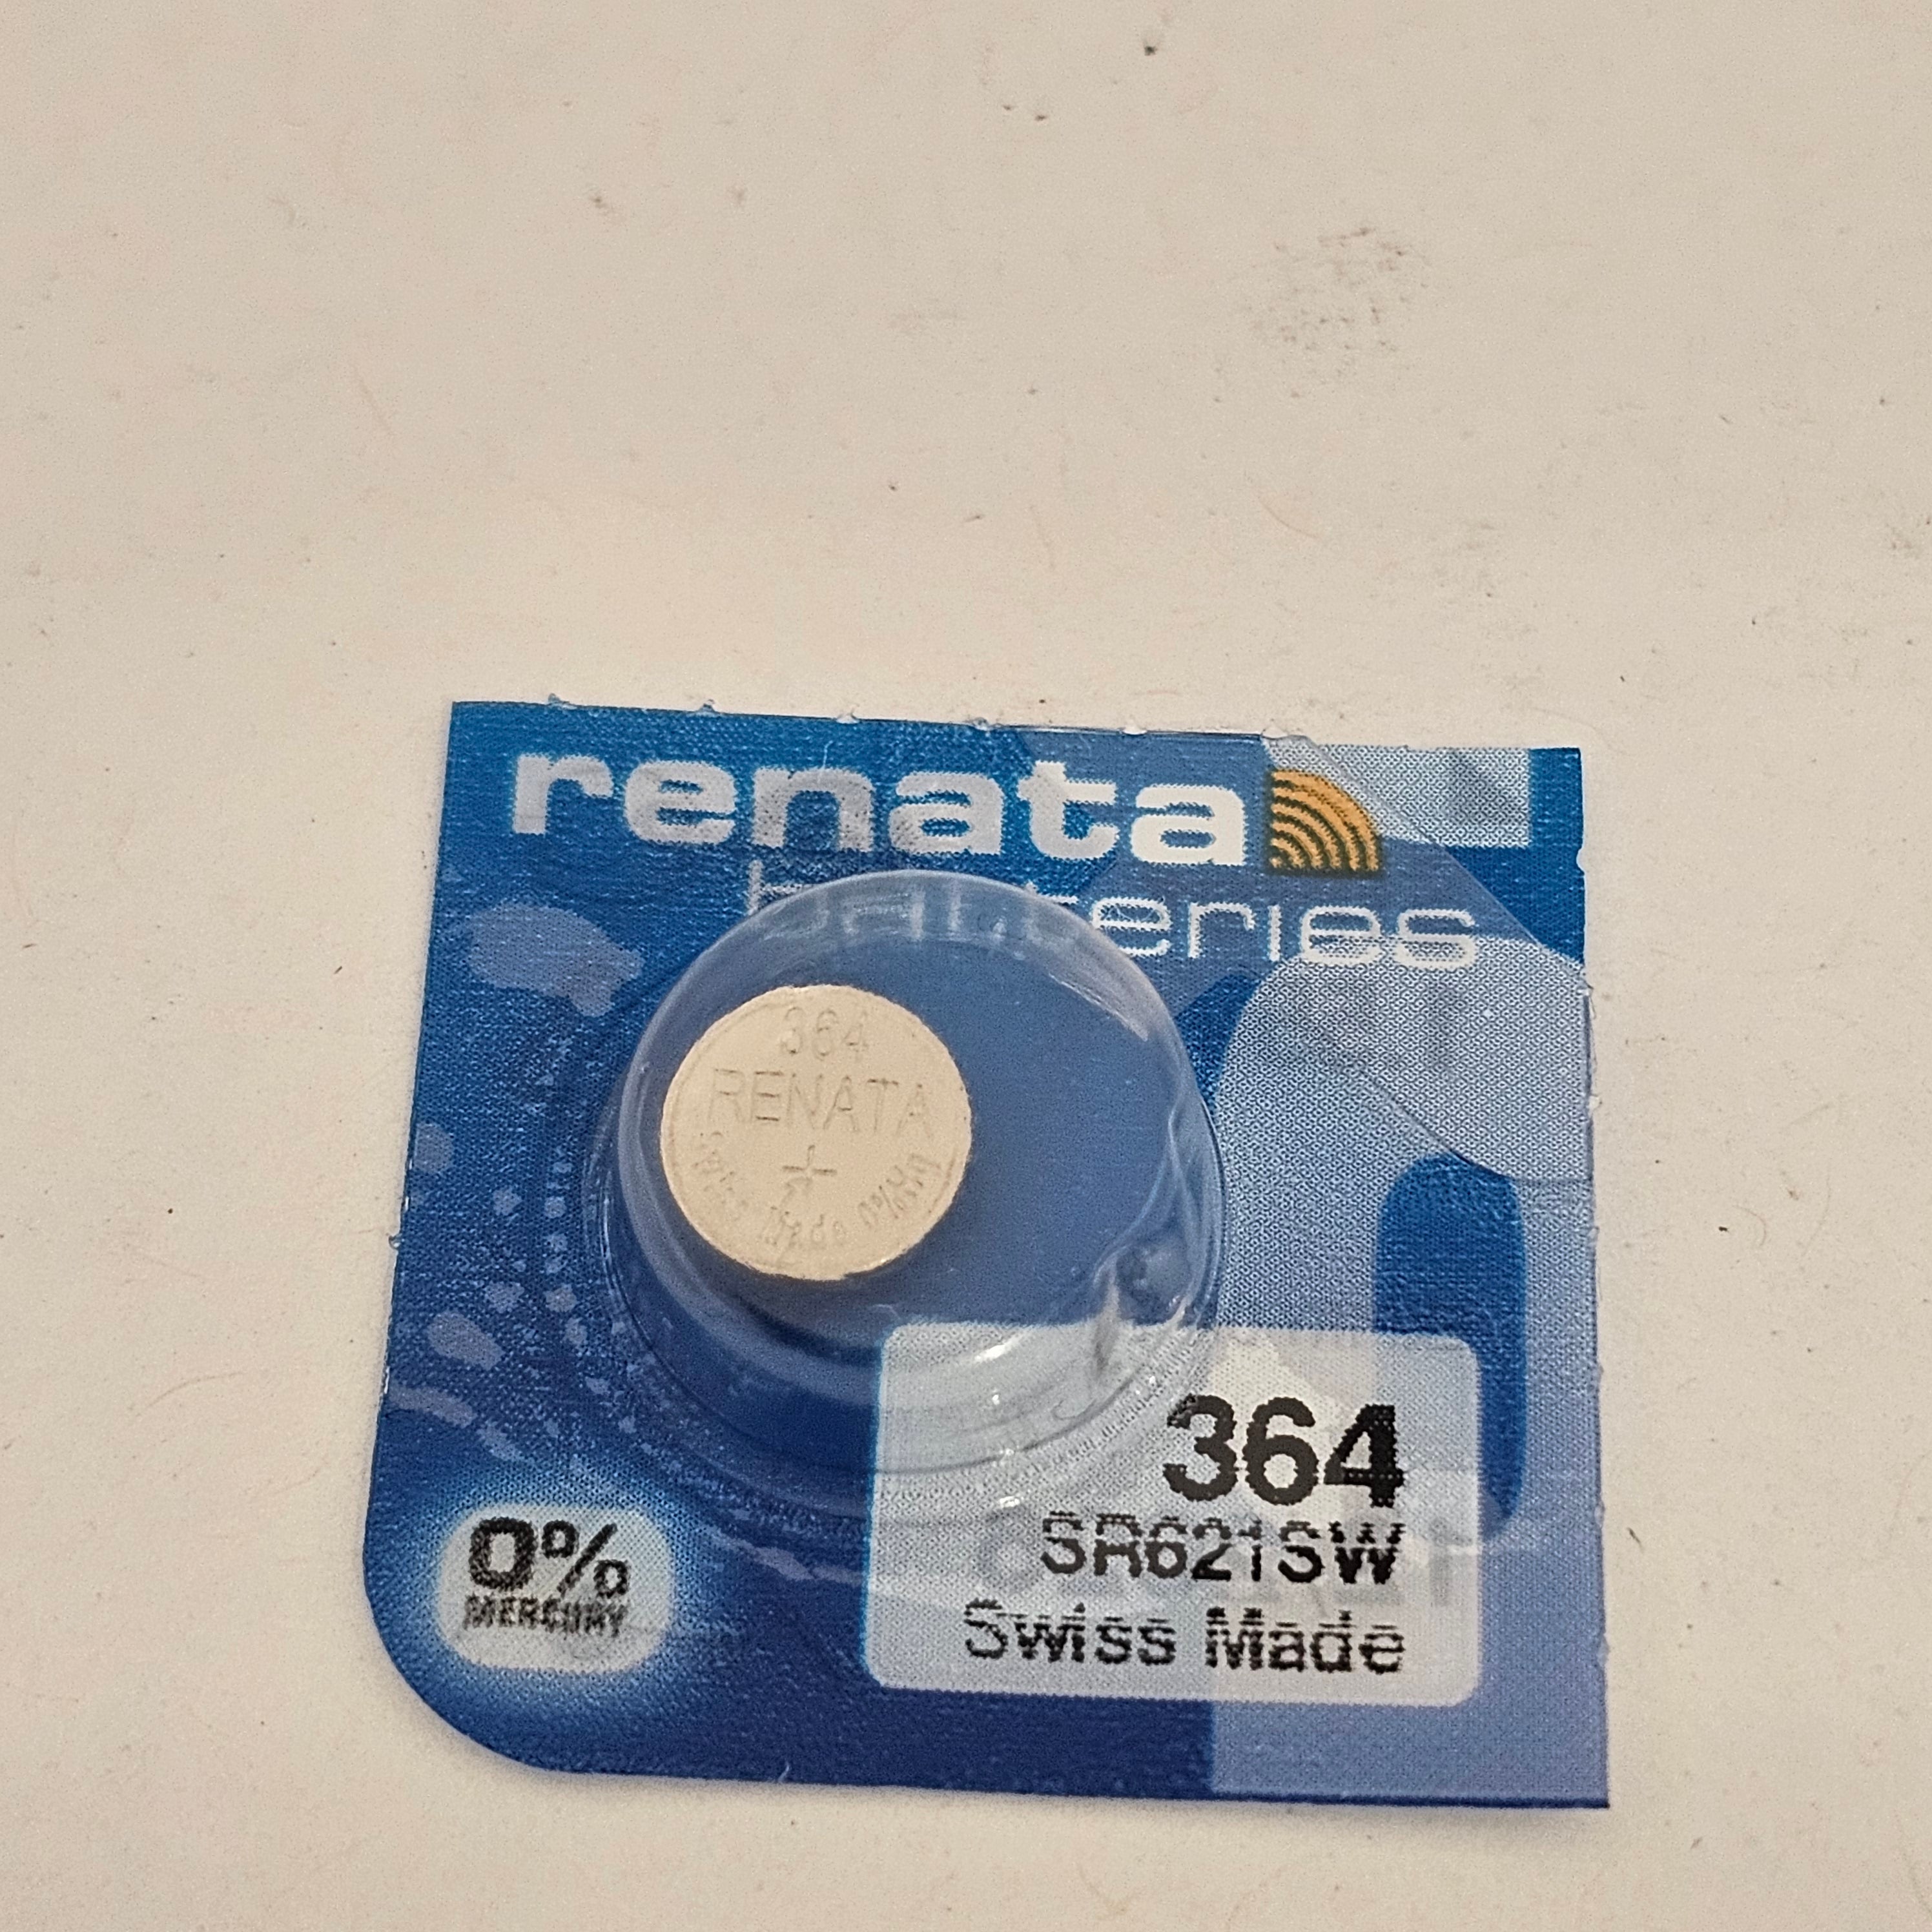 renata
batteries
364
RENATA
+
Swiss Made 0%Hg
364
SR621SW
Swiss Made
0%
MERCURY